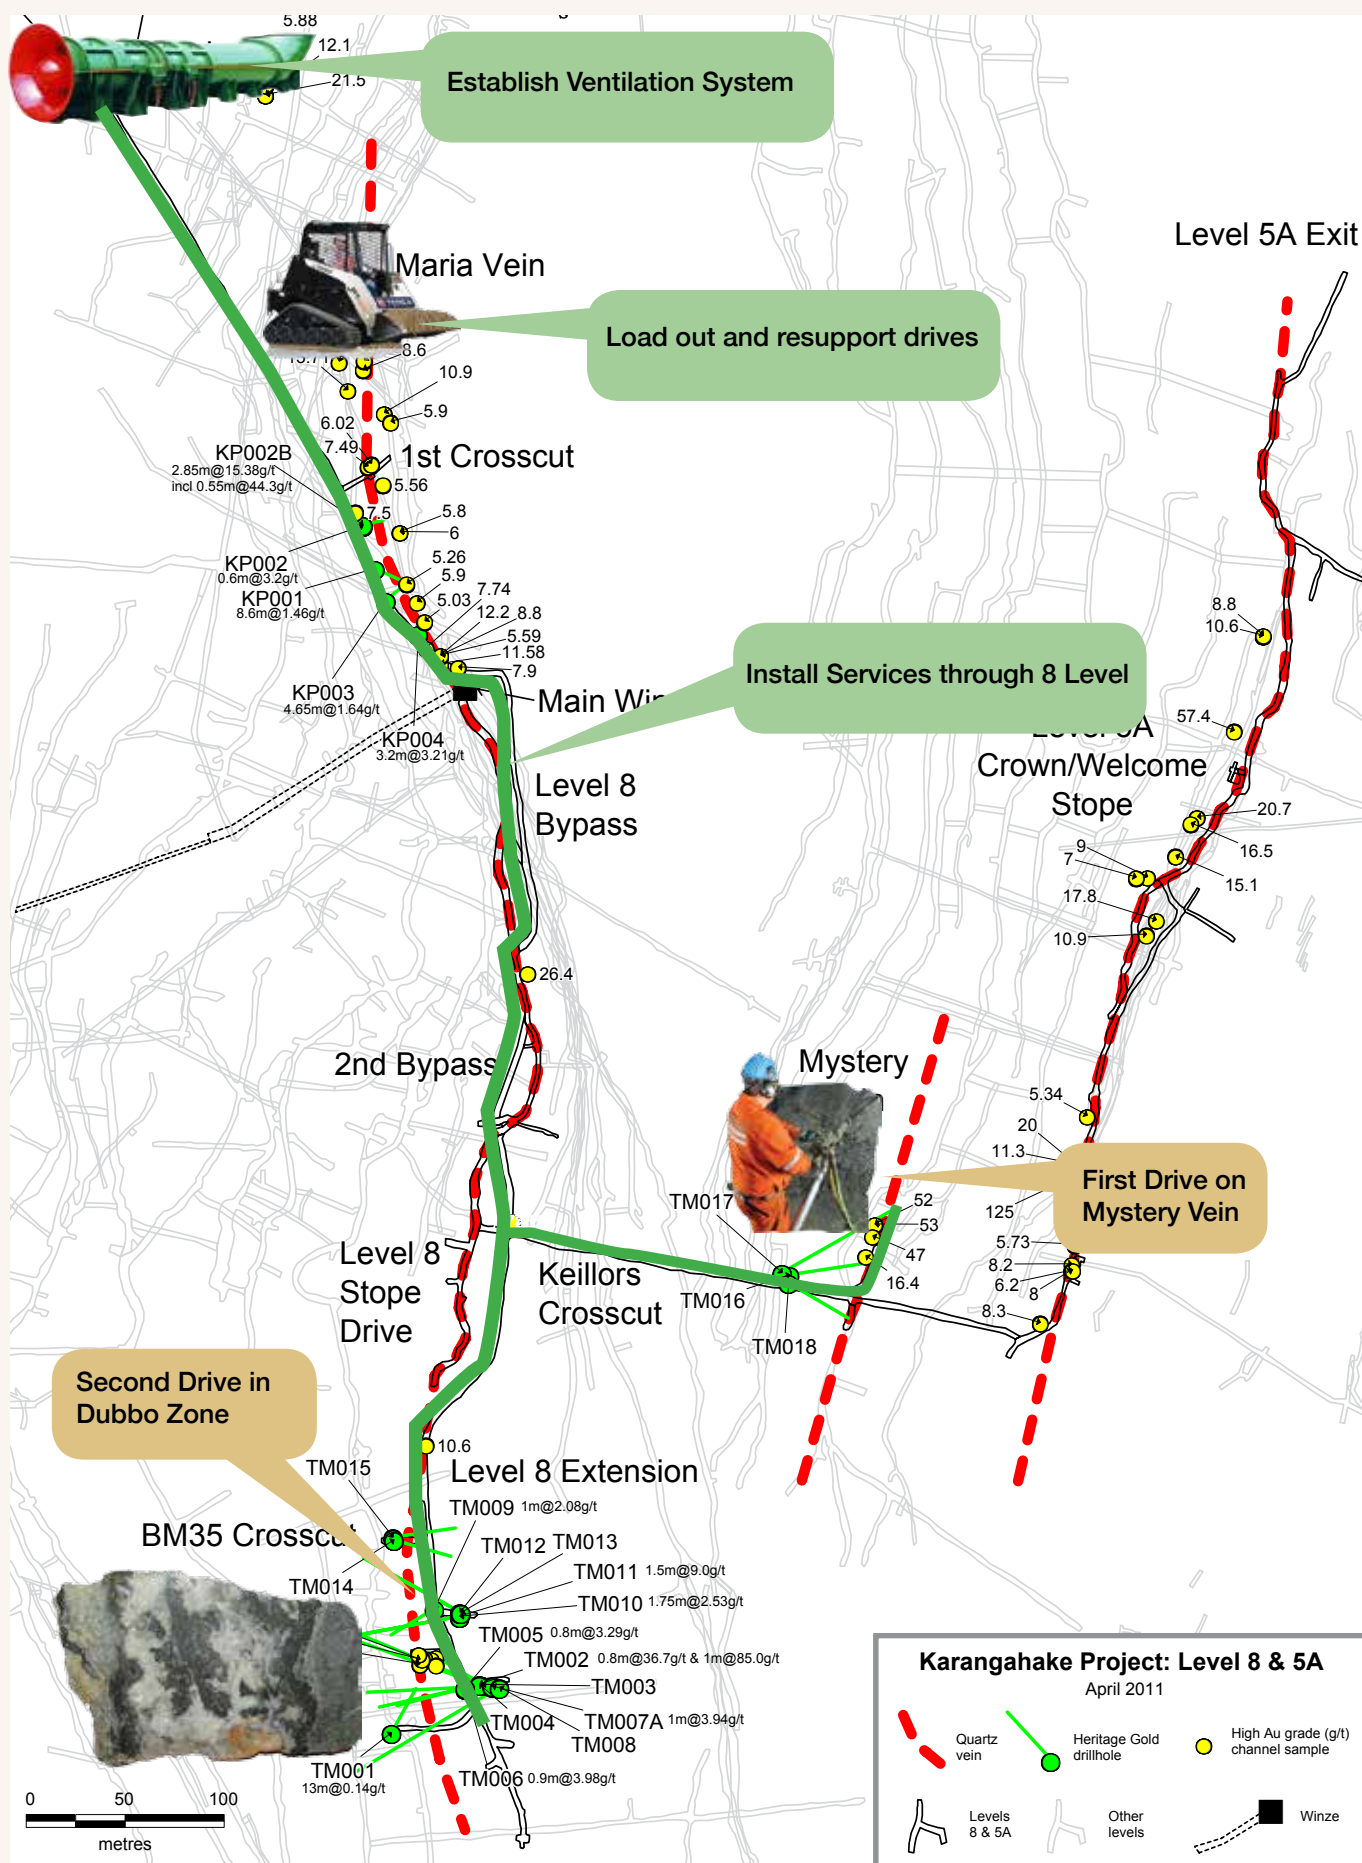 5.88
12.1
21.5
Establish Ventilation System
Maria Vein
Level 5A Exit
Load out and resupport drives
8.6
10.9
5.9
6.02
7.49
1st Crosscut
KP002B
2.85m@15.38g/t
incl 0.55m@44.3g/t
5.56
7.5
5.8
6
KP002
0.6m@3.2g/t
5.26
5.9
KP001
8.6m@1.46g/t
5.03
7.74
12.2
8.8
5.59
11.58
7.9
8.8
10.6
KP003
4.65m@1.64g/t
Install Services through 8 Level
Main
KP004
3.2m@3.21g/t
57.4
Crown/Welcome
Stope
Level 8
Bypass
20.7
16.5
15.1
9
7
17.8
10.9
26.4
2nd Bypass
Mystery
5.34
20
11.3
125
First Drive on
Mystery Vein
TM017
52
53
47
16.4
5.73
8.2
6.2
8
8.3
Level 8
Stope
Drive
Keillors
Crosscut
TM016
TM018
Second Drive in
Dubbo Zone
10.6
TM015
Level 8 Extension
TM009 1m@2.08g/t
BM35 Crosscut
TM012
TM013
TM011 1.5m@9.0g/t
TM014
TM010 1.75m@2.53g/t
TM005 0.8m@3.29g/t
TM002 0.8m@36.7g/t & 1m@85.0g/t
TM003
TM004
TM007A 1m@3.94g/t
TM008
TM001
13m@0.14g/t
TM006 0.9m@3.98g/t
0 50 100
metres
Karangahake Project: Level 8 & 5A
April 2011
Quartz
vein
Heritage Gold
drillhole
High Au grade (g/t)
channel sample
Levels
8 & 5A
Other
levels
Winze